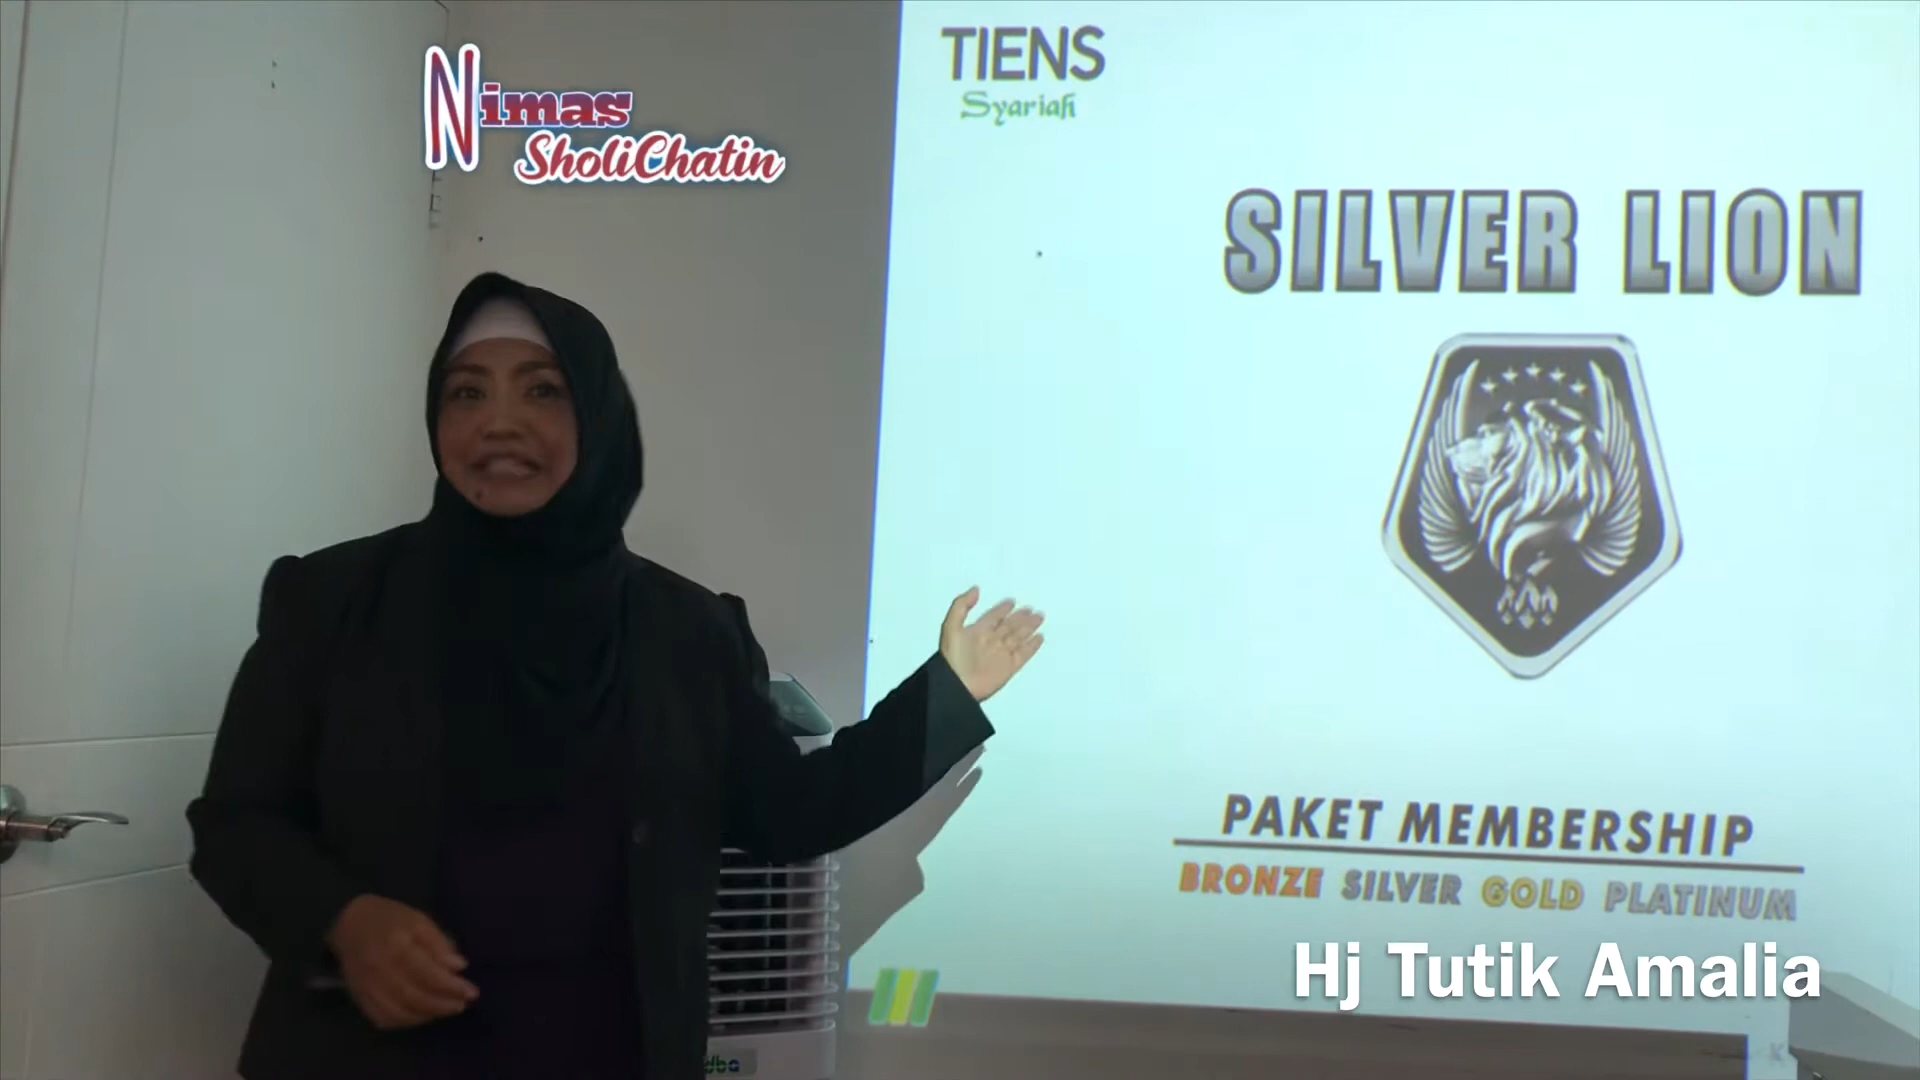 Nimas
SholiChatin
TIENS
Syariah
SILVER LION
PAKET MEMBERSHIP
BRONZE SILVER GOLD PLATINUM
Hj Tutik Amalia